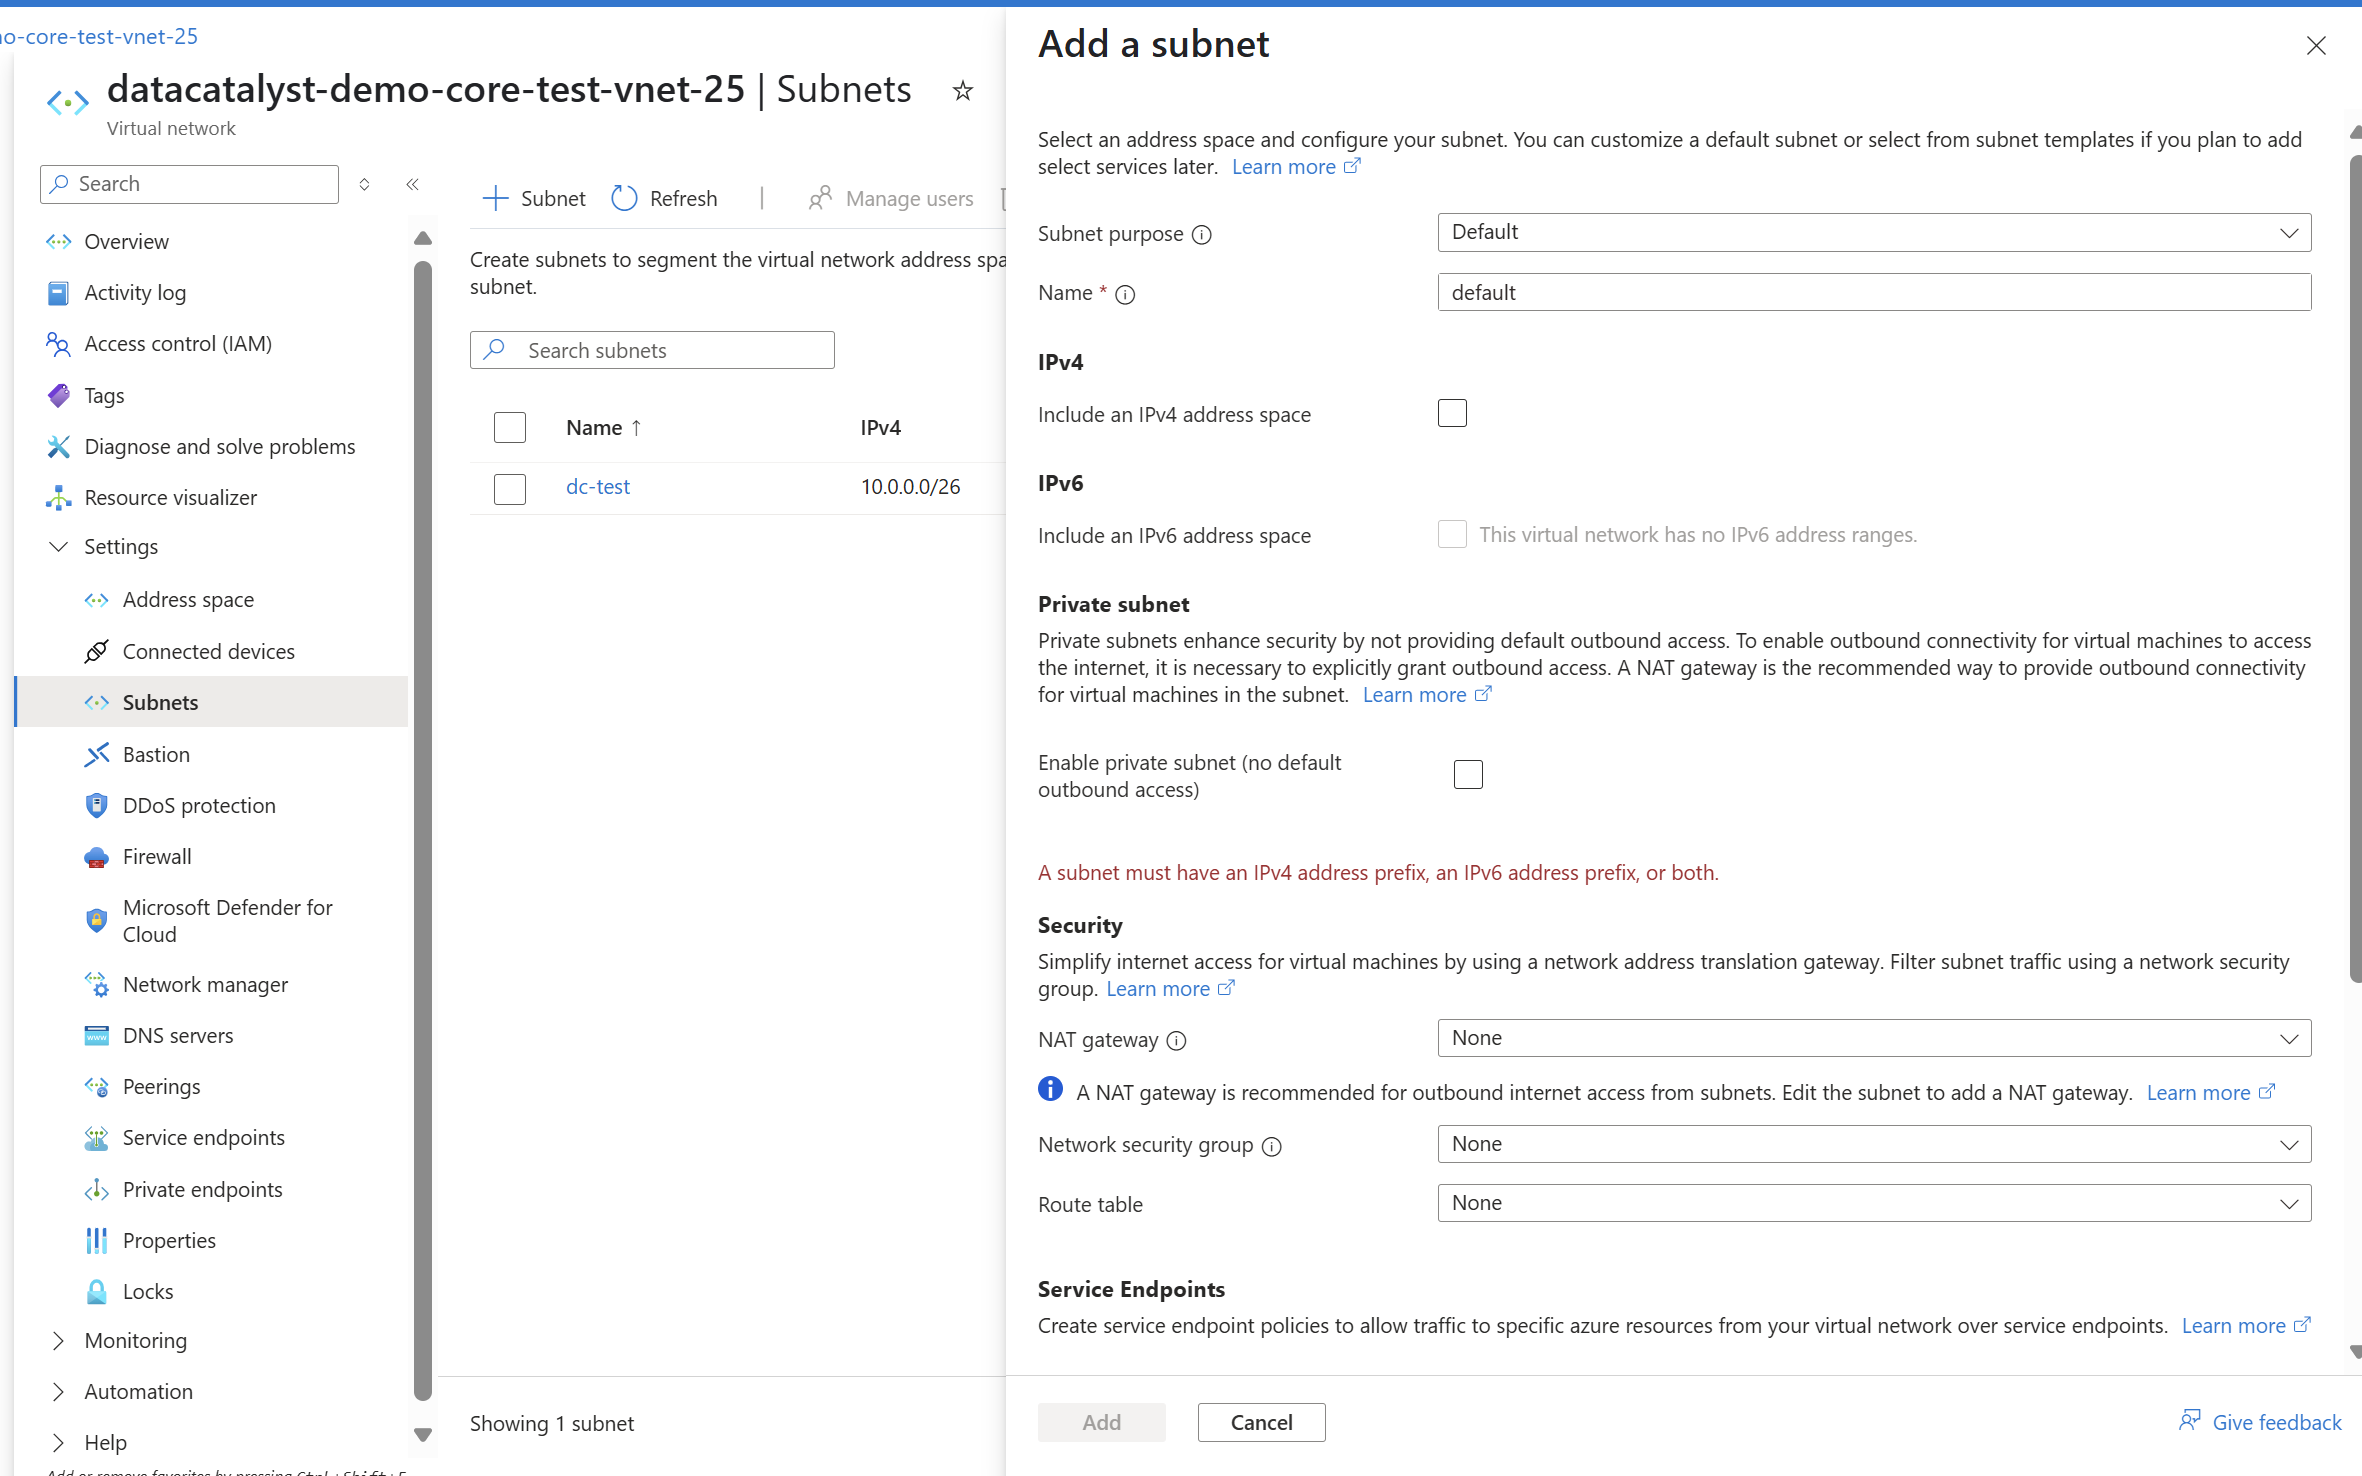 o-core-test-vnet-25
datacatalyst-demo-core-test-vnet-25 | Subnets
Virtual network
Search
Overview
Activity log
Access control (IAM)
Tags
Diagnose and solve problems
Resource visualizer
Settings
Address space
Connected devices
Subnets
Bastion
DDoS protection
Firewall
Microsoft Defender for
Cloud
Network manager
DNS servers
Peerings
Service endpoints
Private endpoints
Properties
Locks
Monitoring
Automation
Help
Add or remove favorites by pressing Ctrl+Shift+F
Subnet
Refresh
Manage users
Create subnets to segment the virtual network address spa
subnet.
Search subnets
Name ↑ IPv4
dc-test 10.0.0.0/26
Showing 1 subnet
Add a subnet
Select an address space and configure your subnet. You can customize a default subnet or select from subnet templates if you plan to add
select services later. Learn more
Subnet purpose Default
Name * default
IPv4
Include an IPv4 address space
IPv6
Include an IPv6 address space This virtual network has no IPv6 address ranges.
Private subnet
Private subnets enhance security by not providing default outbound access. To enable outbound connectivity for virtual machines to access
the internet, it is necessary to explicitly grant outbound access. A NAT gateway is the recommended way to provide outbound connectivity
for virtual machines in the subnet. Learn more
Enable private subnet (no default
outbound access)
A subnet must have an IPv4 address prefix, an IPv6 address prefix, or both.
Security
Simplify internet access for virtual machines by using a network address translation gateway. Filter subnet traffic using a network security
group. Learn more
NAT gateway None
A NAT gateway is recommended for outbound internet access from subnets. Edit the subnet to add a NAT gateway. Learn more
Network security group None
Route table None
Service Endpoints
Create service endpoint policies to allow traffic to specific azure resources from your virtual network over service endpoints. Learn more
Add
Cancel
Give feedback